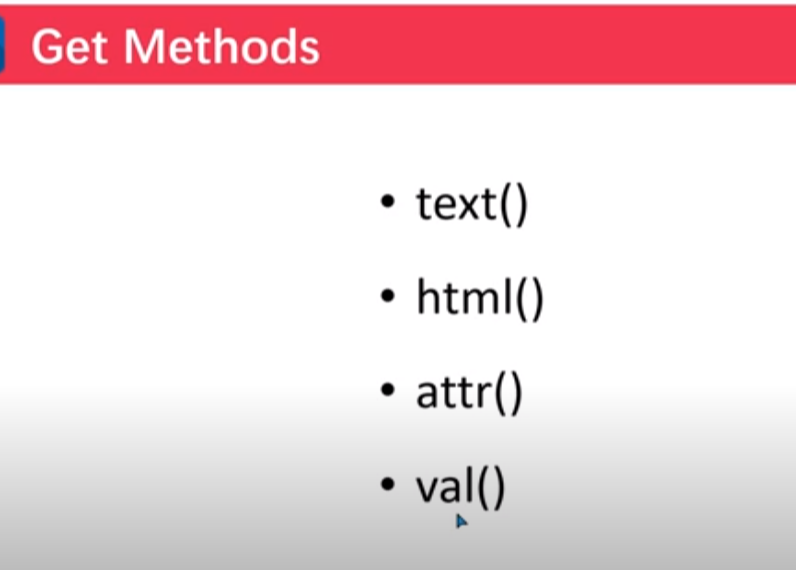 Get Methods
• text()
• html()
• attr()
• val()